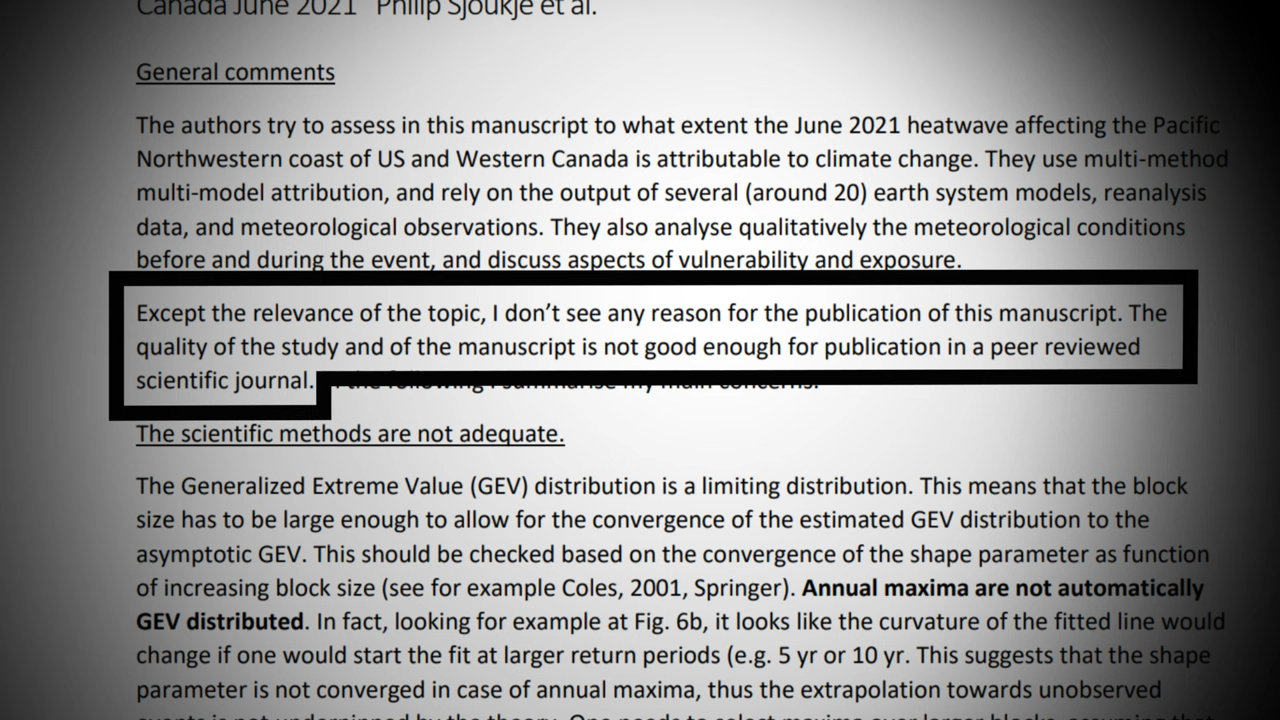 Canada June 2021 Philip Sjoukje et al.
General comments
The authors try to assess in this manuscript to what extent the June 2021 heatwave affecting the Pacific
Northwestern coast of US and Western Canada is attributable to climate change. They use multi-method
multi-model attribution, and rely on the output of several (around 20) earth system models, reanalysis
data, and meteorological observations. They also analyse qualitatively the meteorological conditions
before and during the event, and discuss aspects of vulnerability and exposure.
Except the relevance of the topic, I don’t see any reason for the publication of this manuscript. The
quality of the study and of the manuscript is not good enough for publication in a peer reviewed
scientific journal. the following I summarise my main concerns.
The scientific methods are not adequate.
The Generalized Extreme Value (GEV) distribution is a limiting distribution. This means that the block
size has to be large enough to allow for the convergence of the estimated GEV distribution to the
asymptotic GEV. This should be checked based on the convergence of the shape parameter as function
of increasing block size (see for example Coles, 2001, Springer). Annual maxima are not automatically
GEV distributed. In fact, looking for example at Fig. 6b, it looks like the curvature of the fitted line would
change if one would start the fit at larger return periods (e.g. 5 yr or 10 yr. This suggests that the shape
parameter is not converged in case of annual maxima, thus the extrapolation towards unobserved